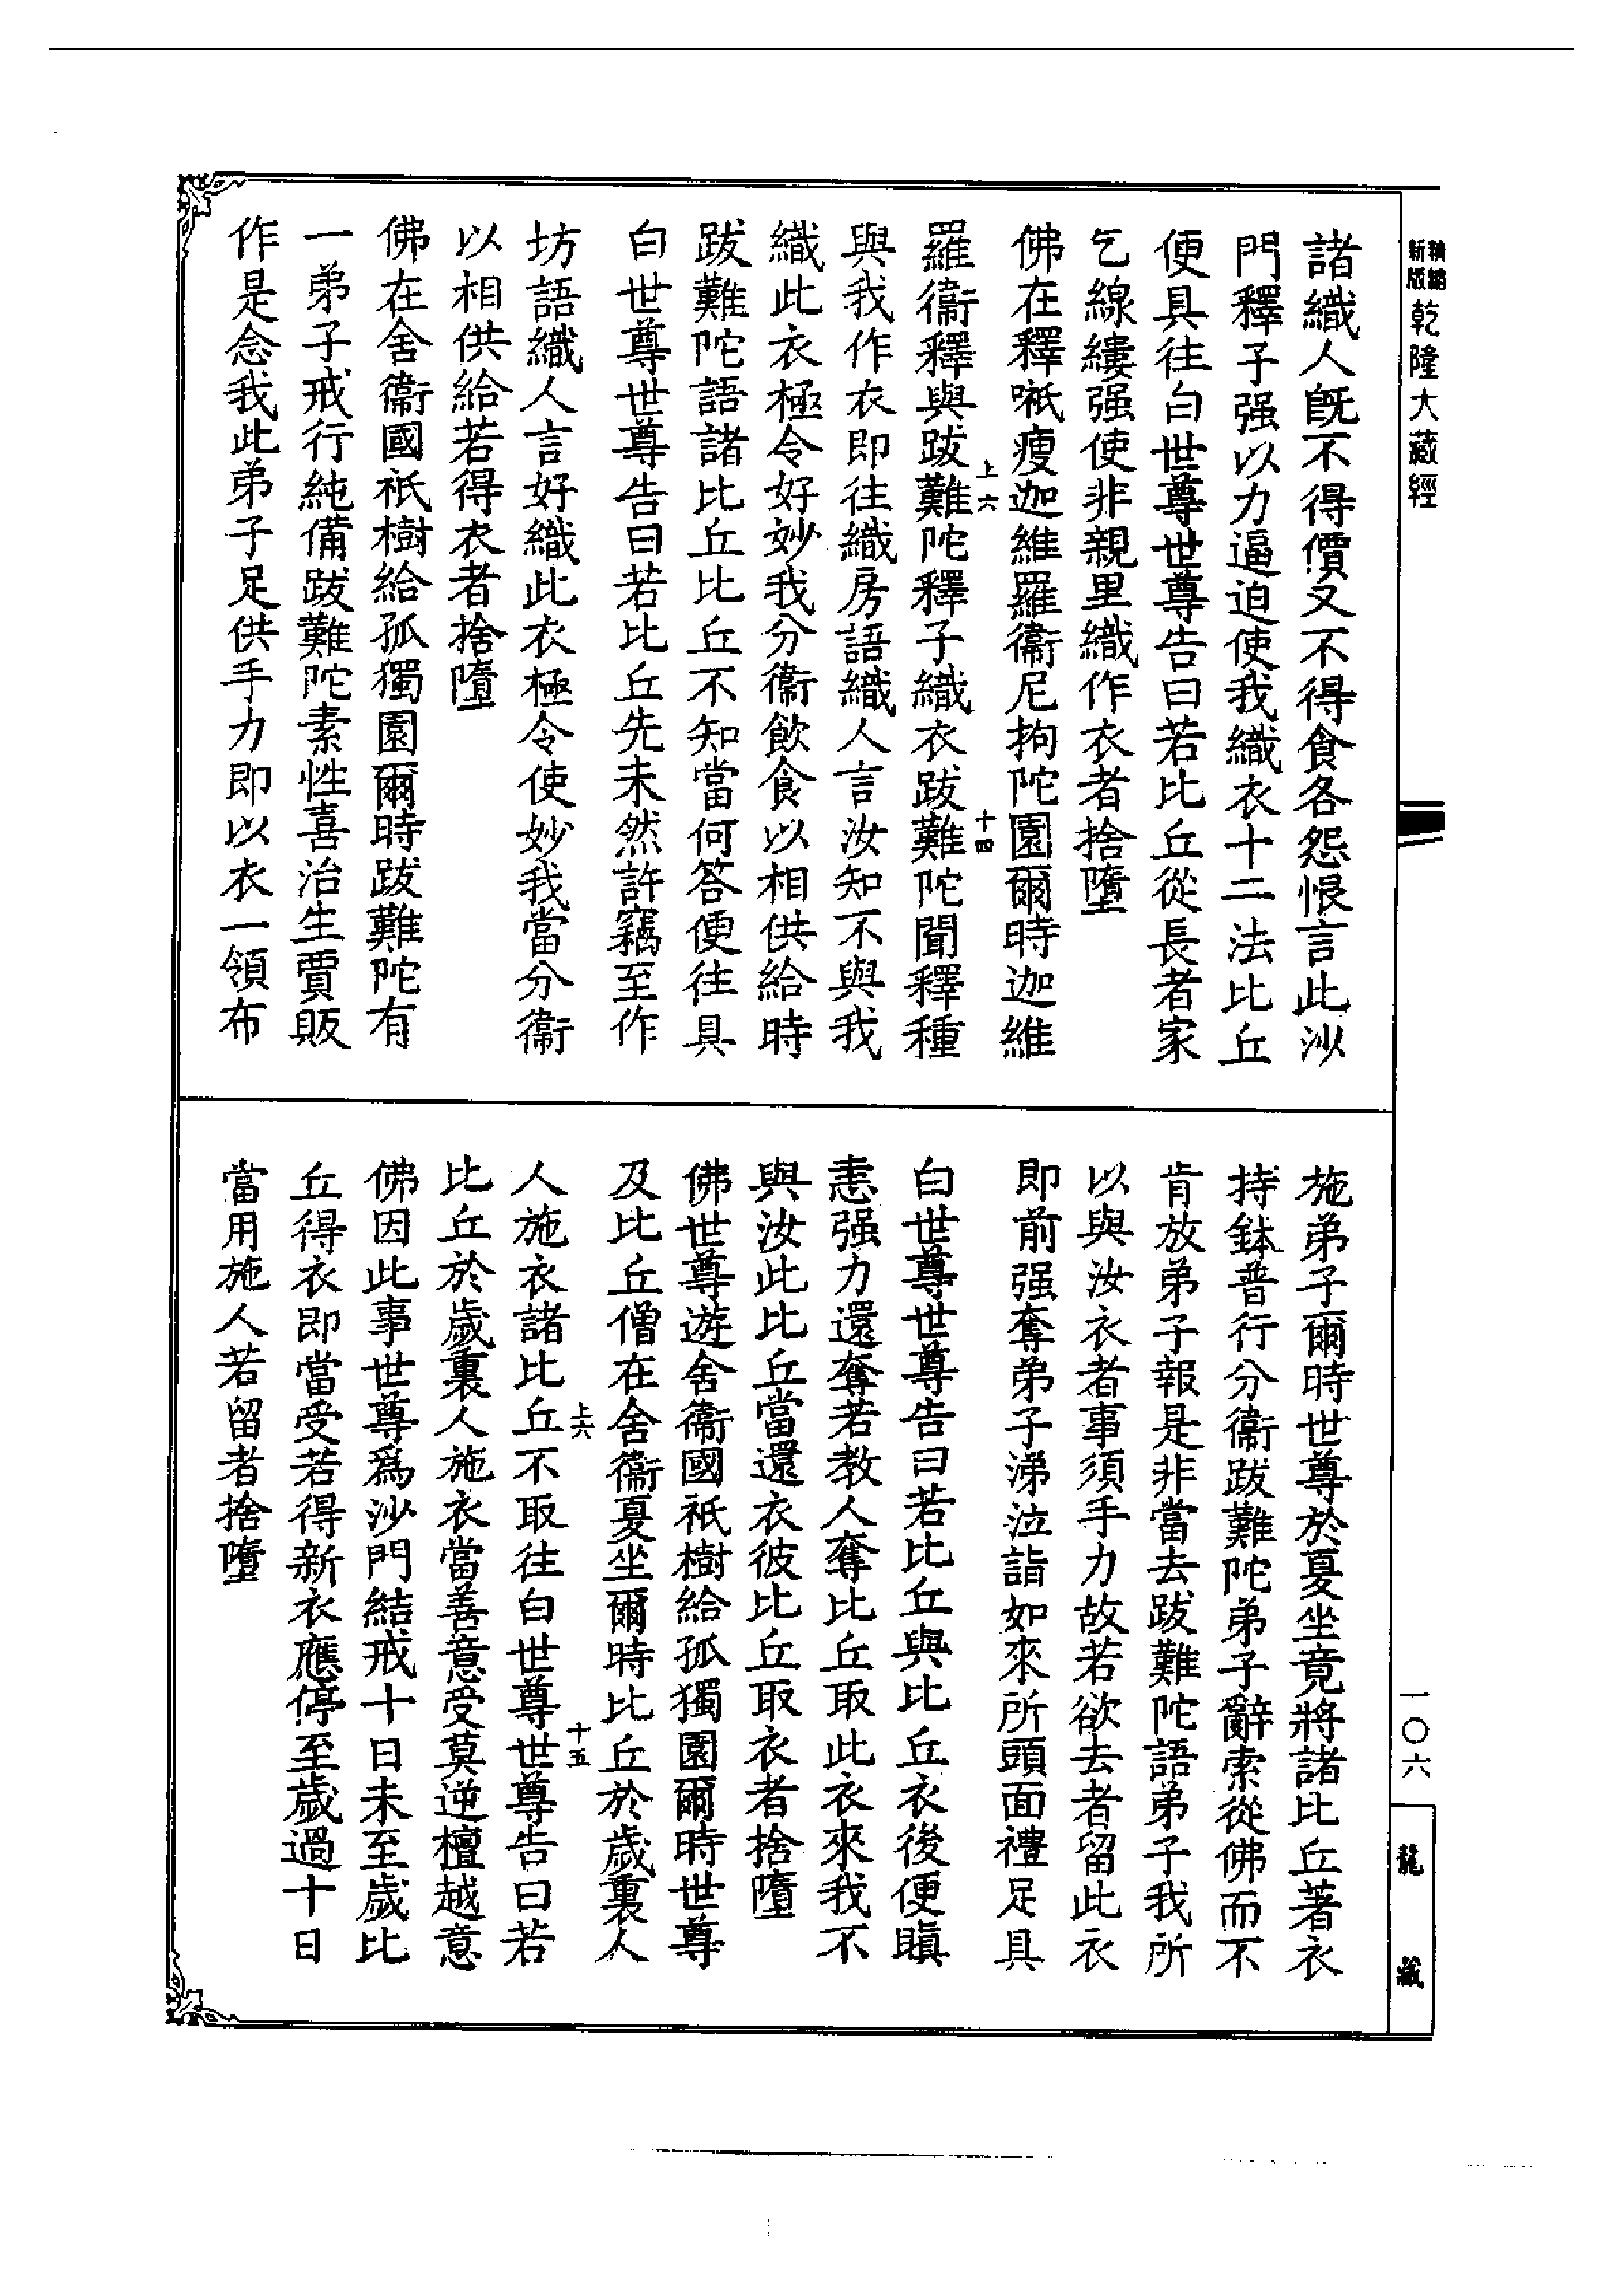 精縮新版乾隆大藏經
諸織人既不得價又不得食各怨恨言此沙
門釋子强以力逼迫使我織衣十二法比丘
便具往白世尊世尊告曰若比丘從長者家
乞線縷强使非親里織作衣者捨墮
佛在釋㖿瘦迦維羅衞尼拘陀園爾時迦維
羅衞釋與跋難陀釋子織衣跋難陀聞釋種
上六
十四
與我作衣即往織房語織人言汝知不與我
織此衣極令好妙我分衞飲食以相供給時
跋難陀語諸比丘比丘不知當何答便往具
白世尊世尊告曰若比丘先未然許竊至作
坊語織人言好織此衣極令使妙我當分衞
以相供給若得衣者捨墮
佛在舍衞國祇樹給孤獨園爾時跋難陀有
一弟子戒行純備跋難陀素性喜治生賈販
作是念我此弟子足供手力即以衣一領布
施弟子爾時世尊於夏坐竟將諸比丘著衣
持鉢普行分衞跋難陀弟子辭索從佛而不
肯放弟子報是非當去跋難陀語弟子我所
以與汝衣者事須手力故若欲去者留此衣
即前强奪弟子涕泣詣如來所頭面禮足具
白世尊世尊告曰若比丘與比丘衣後便瞋
恚强力還奪若教人奪比丘取此衣來我不
與汝此比丘當還衣彼比丘取衣者捨墮
佛世尊遊舍衞國祇樹給孤獨園爾時世尊
及比丘僧在舍衞夏坐爾時比丘於歲裏人
上六
十五
人施衣諸比丘不取往白世尊世尊告曰若
比丘於歲裏人施衣當善意受莫逆檀越意
佛因此事世尊爲沙門結戒十日未至歲比
丘得衣即當受若得新衣應停至歲過十日
當用施人若留者捨墮
一〇六
龍藏